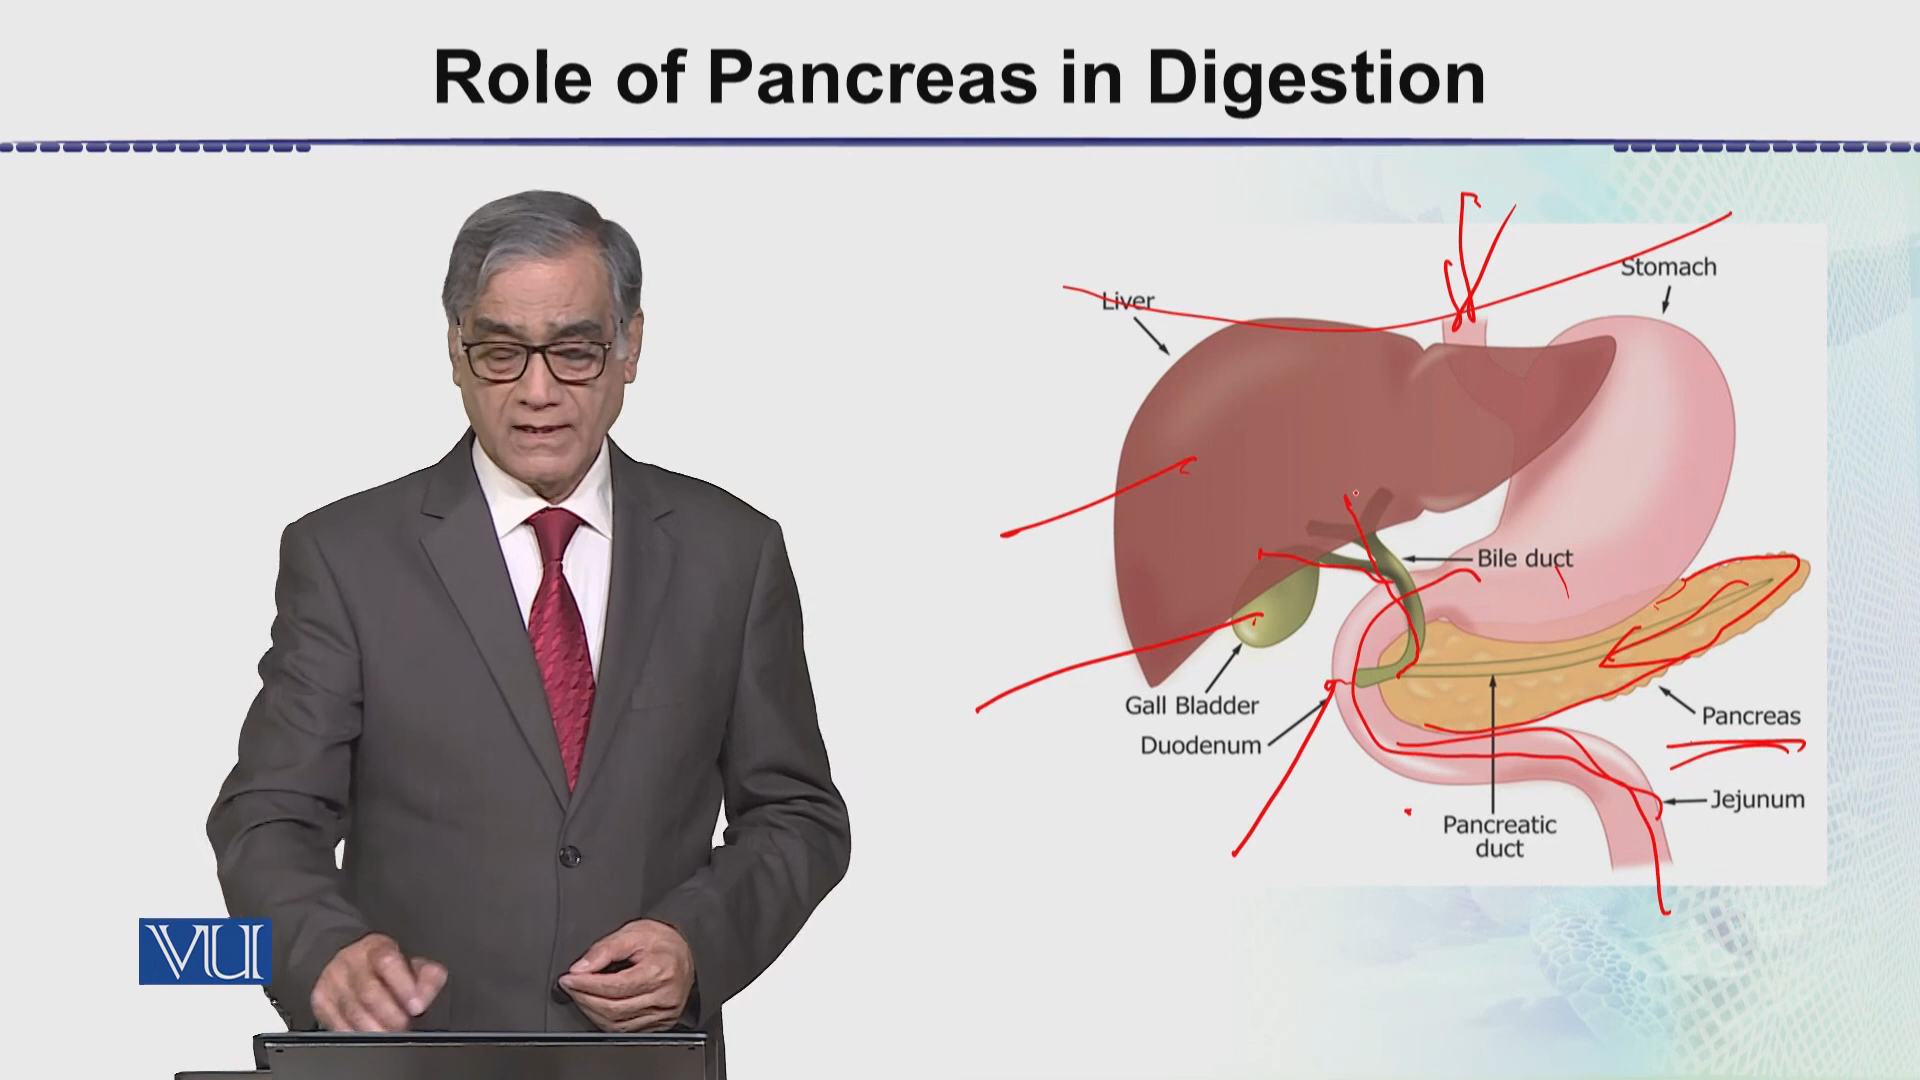 Role of Pancreas in Digestion
Stomach
Liver
Bile duct
Gall Bladder
Duodenum
Pancreas
Jejunum
Pancreatic
duct
VU